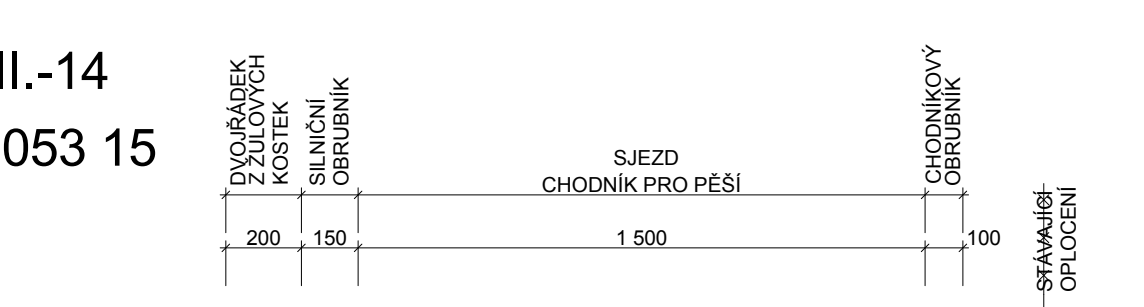 II.-14
053 15
DVOJŘÁDEK
Z ŽULOVÝCH
KOSTEK
SILNIČNÍ
OBRUBNÍK
SJEZD
CHODNÍK PRO PĚŠÍ
CHODNÍKOVÝ
OBRUBNÍK
STÁVAJÍCÍ
OPLOCENÍ
200
150
1 500
100